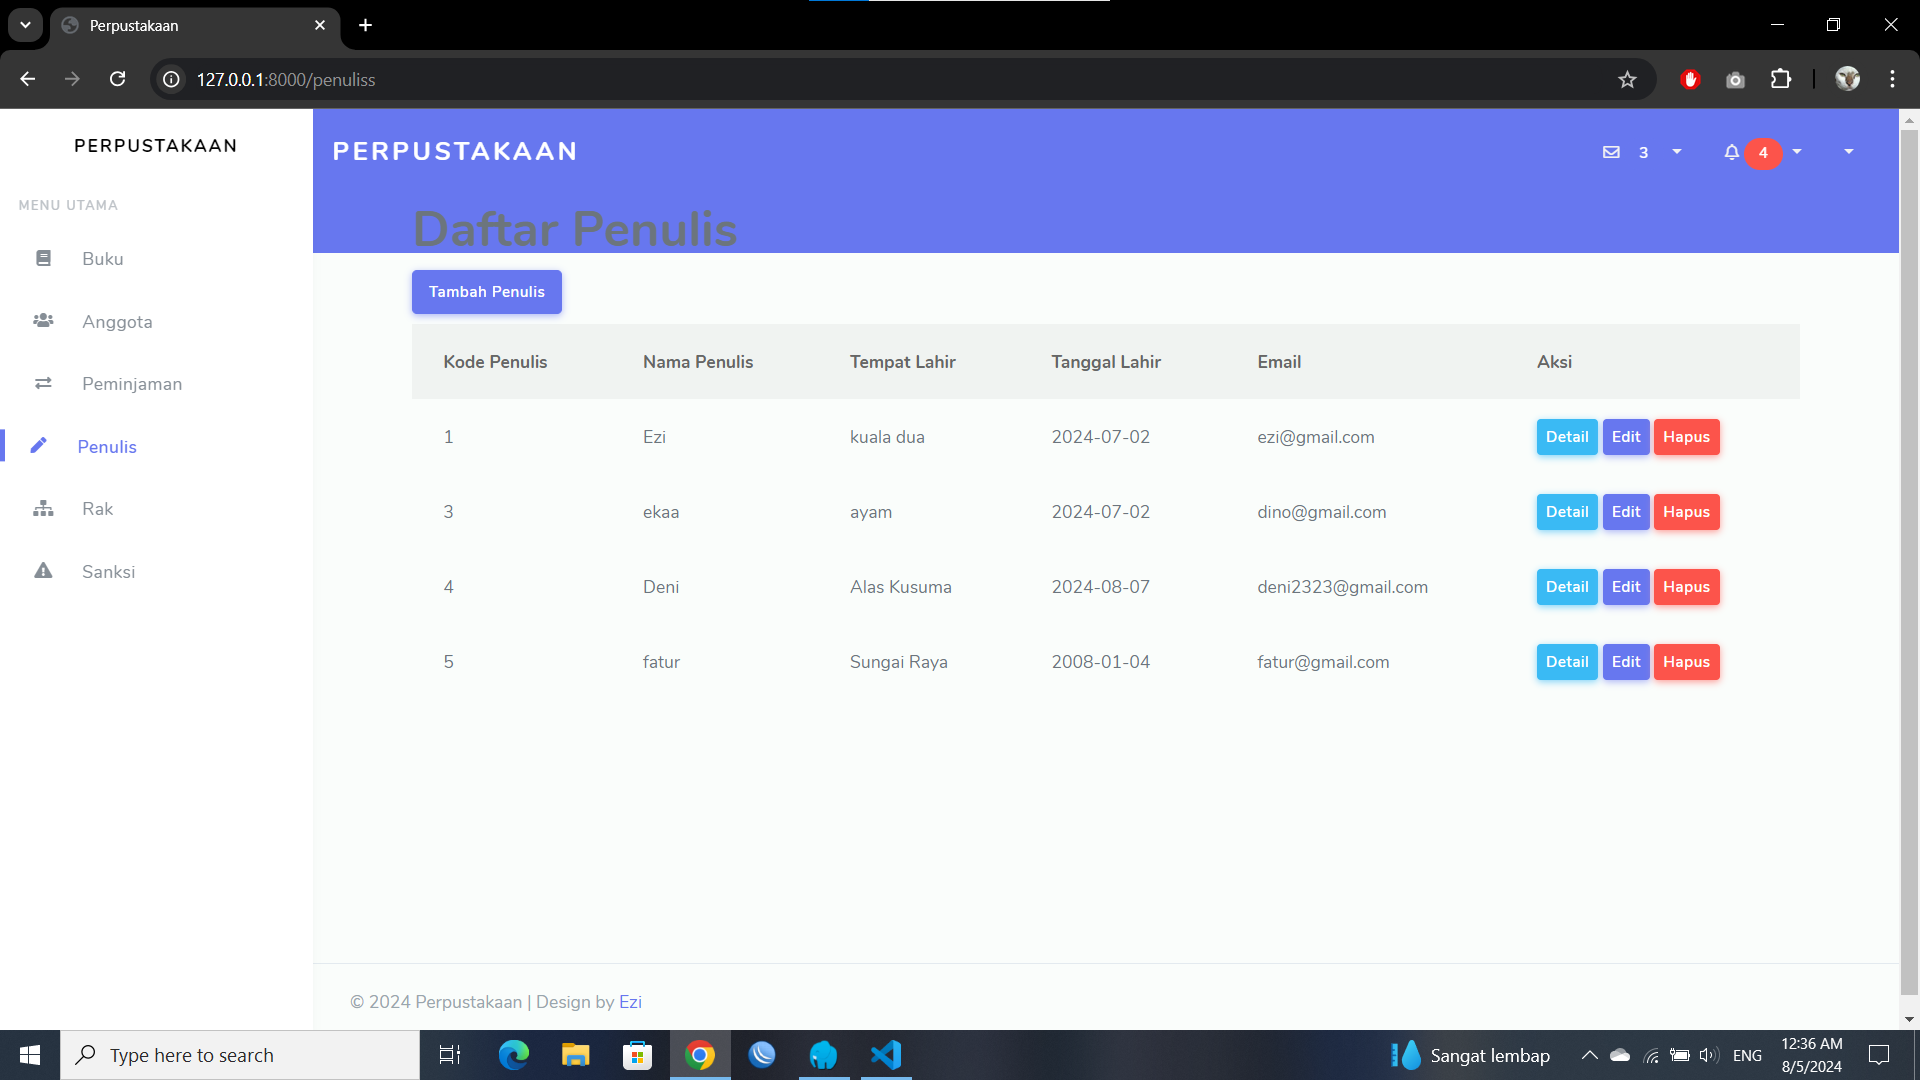 Perpustakaan
127.0.0.1:8000/penuliss
PERPUSTAKAAN
MENU UTAMA
Buku
Anggota
Peminjaman
Penulis
Rak
Sanksi
PERPUSTAKAAN
3
4
Daftar Penulis
Tambah Penulis
Kode Penulis Nama Penulis Tempat Lahir Tanggal Lahir Email Aksi
1 Ezi kuala dua 2024-07-02 ezi@gmail.com Detail Edit Hapus
3 ekaa ayam 2024-07-02 dino@gmail.com Detail Edit Hapus
4 Deni Alas Kusuma 2024-08-07 deni2323@gmail.com Detail Edit Hapus
5 fatur Sungai Raya 2008-01-04 fatur@gmail.com Detail Edit Hapus
© 2024 Perpustakaan | Design by Ezi
Type here to search
Sangat lembap
ENG
12:36 AM
8/5/2024